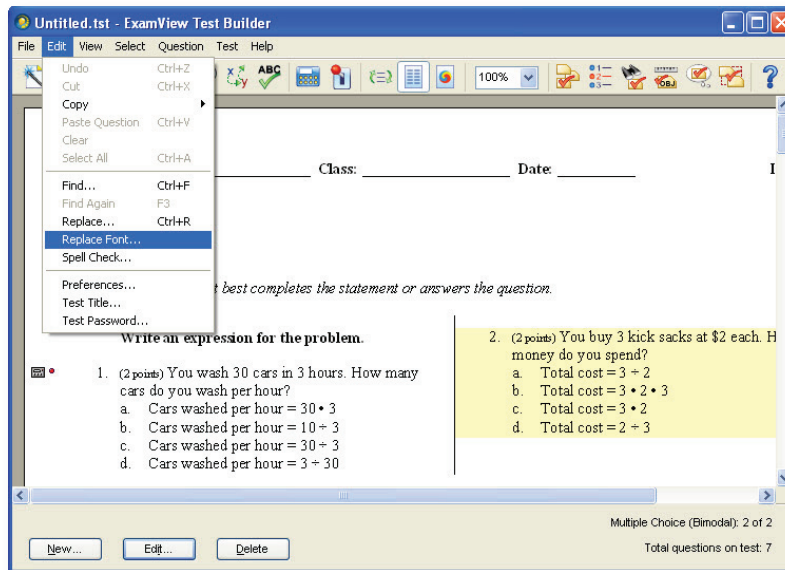 Untitled.tst - ExamView Test Builder
File Edit View Select Question Test Help
Undo Ctrl+Z
Cut Ctrl+X
Copy
Paste Question Ctrl+V
Clear
Select All Ctrl+A
Find... Ctrl+F
Find Again F3
Replace... Ctrl+R
Replace Font...
Spell Check...
Preferences...
Test Title...
Test Password...
ABC
100%
OBJ
Class: Date: I
t best completes the statement or answers the question.
Write an expression for the problem.
1. (2 points) You wash 30 cars in 3 hours. How many
cars do you wash per hour?
a. Cars washed per hour = 30 • 3
b. Cars washed per hour = 10 ÷ 3
c. Cars washed per hour = 30 ÷ 3
d. Cars washed per hour = 3 ÷ 30
2. (2 points) You buy 3 kick sacks at $2 each. H
money do you spend?
a. Total cost = 3 ÷ 2
b. Total cost = 3 • 2 • 3
c. Total cost = 3 • 2
d. Total cost = 2 ÷ 3
Multiple Choice (Bimodal): 2 of 2
New... Edit... Delete Total questions on test: 7